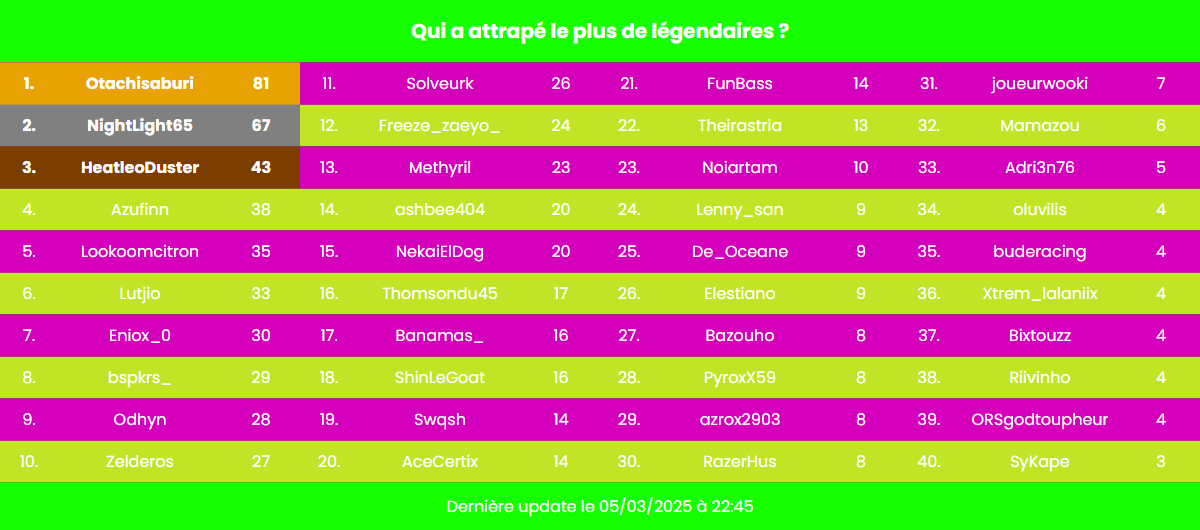 Qui a attrapé le plus de légendaires ?
1. Otachisaburi 81 11. Solveurk 26 21. FunBass 14 31. joueurwooki 7
2. NightLight65 67 12. Freeze_zaeyo_ 24 22. Theirastria 13 32. Mamazou 6
3. HeatleoDuster 43 13. Methyril 23 23. Noiartam 10 33. Adri3n76 5
4. Azufinn 38 14. ashbee404 20 24. Lenny_san 9 34. oluvilis 4
5. Lookoomcitron 35 15. NekaiElDog 20 25. De_Oceane 9 35. buderacing 4
6. Lutjio 33 16. Thomsondu45 17 26. Elestiano 9 36. Xtrem_lalaniix 4
7. Eniox_0 30 17. Banamas_ 16 27. Bazouho 8 37. Bixtouzz 4
8. bspkrs_ 29 18. ShinLeGoat 16 28. PyroxX59 8 38. Riivinho 4
9. Odhyn 28 19. Swqsh 14 29. azrox2903 8 39. ORSgodtoupheur 4
10. Zelderos 27 20. AceCertix 14 30. RazerHus 8 40. SyKape 3
Dernière update le 05/03/2025 à 22:45